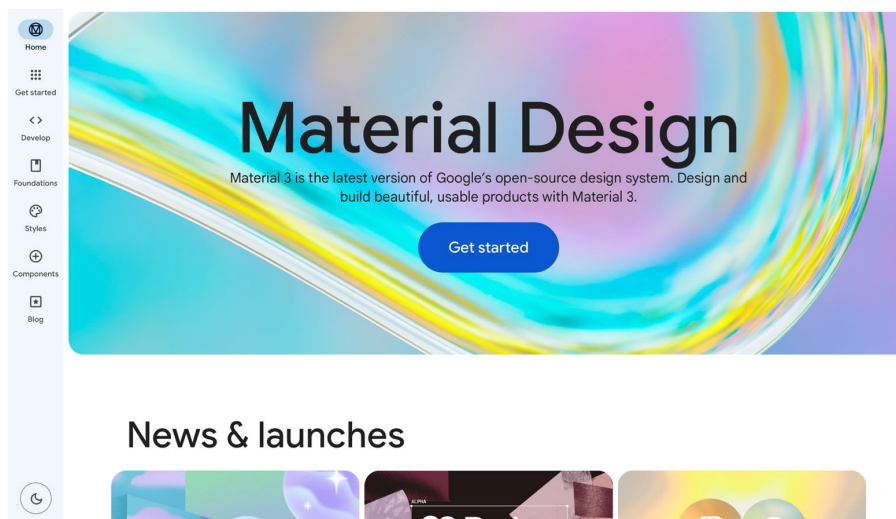 Home
Get started
Develop
Foundations
Styles
Components
Blog
Material Design
Material 3 is the latest version of Google's open-source design system. Design and
build beautiful, usable products with Material 3.
Get started
News & launches
ALPHA